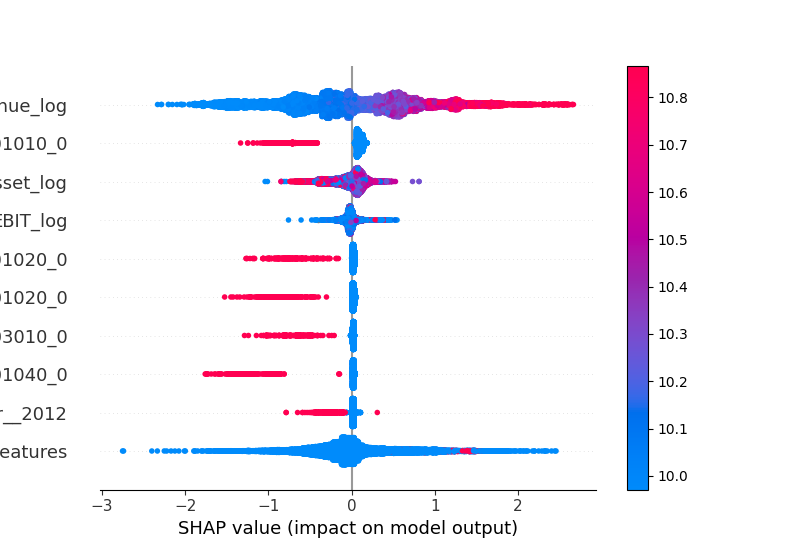 nue_log
01010_0
sset_log
EBIT_log
01020_0
01020_0
03010_0
01040_0
r__2012
eatures
−3 −2 −1 0 1 2
SHAP value (impact on model output)
10.8
10.7
10.6
10.5
10.4
10.3
10.2
10.1
10.0